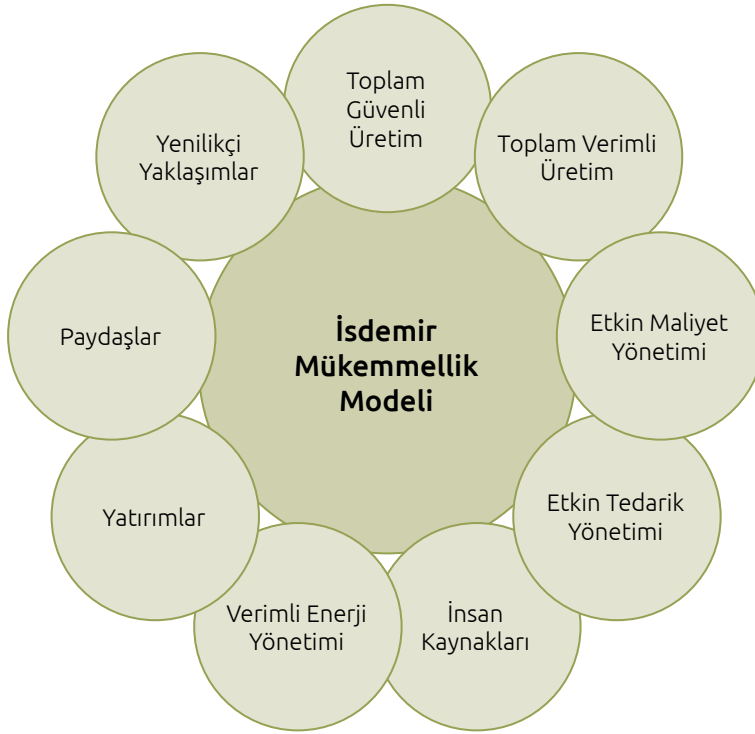 Toplam
Güvenli
Üretim
Toplam Verimli
Üretim
Etkin Maliyet
Yönetimi
Etkin Tedarik
Yönetimi
İnsan
Kaynakları
Verimli Enerji
Yönetimi
Yatırımlar
Paydaşlar
Yenilikçi
Yaklaşımlar
İsdemir
Mükemmellik
Modeli